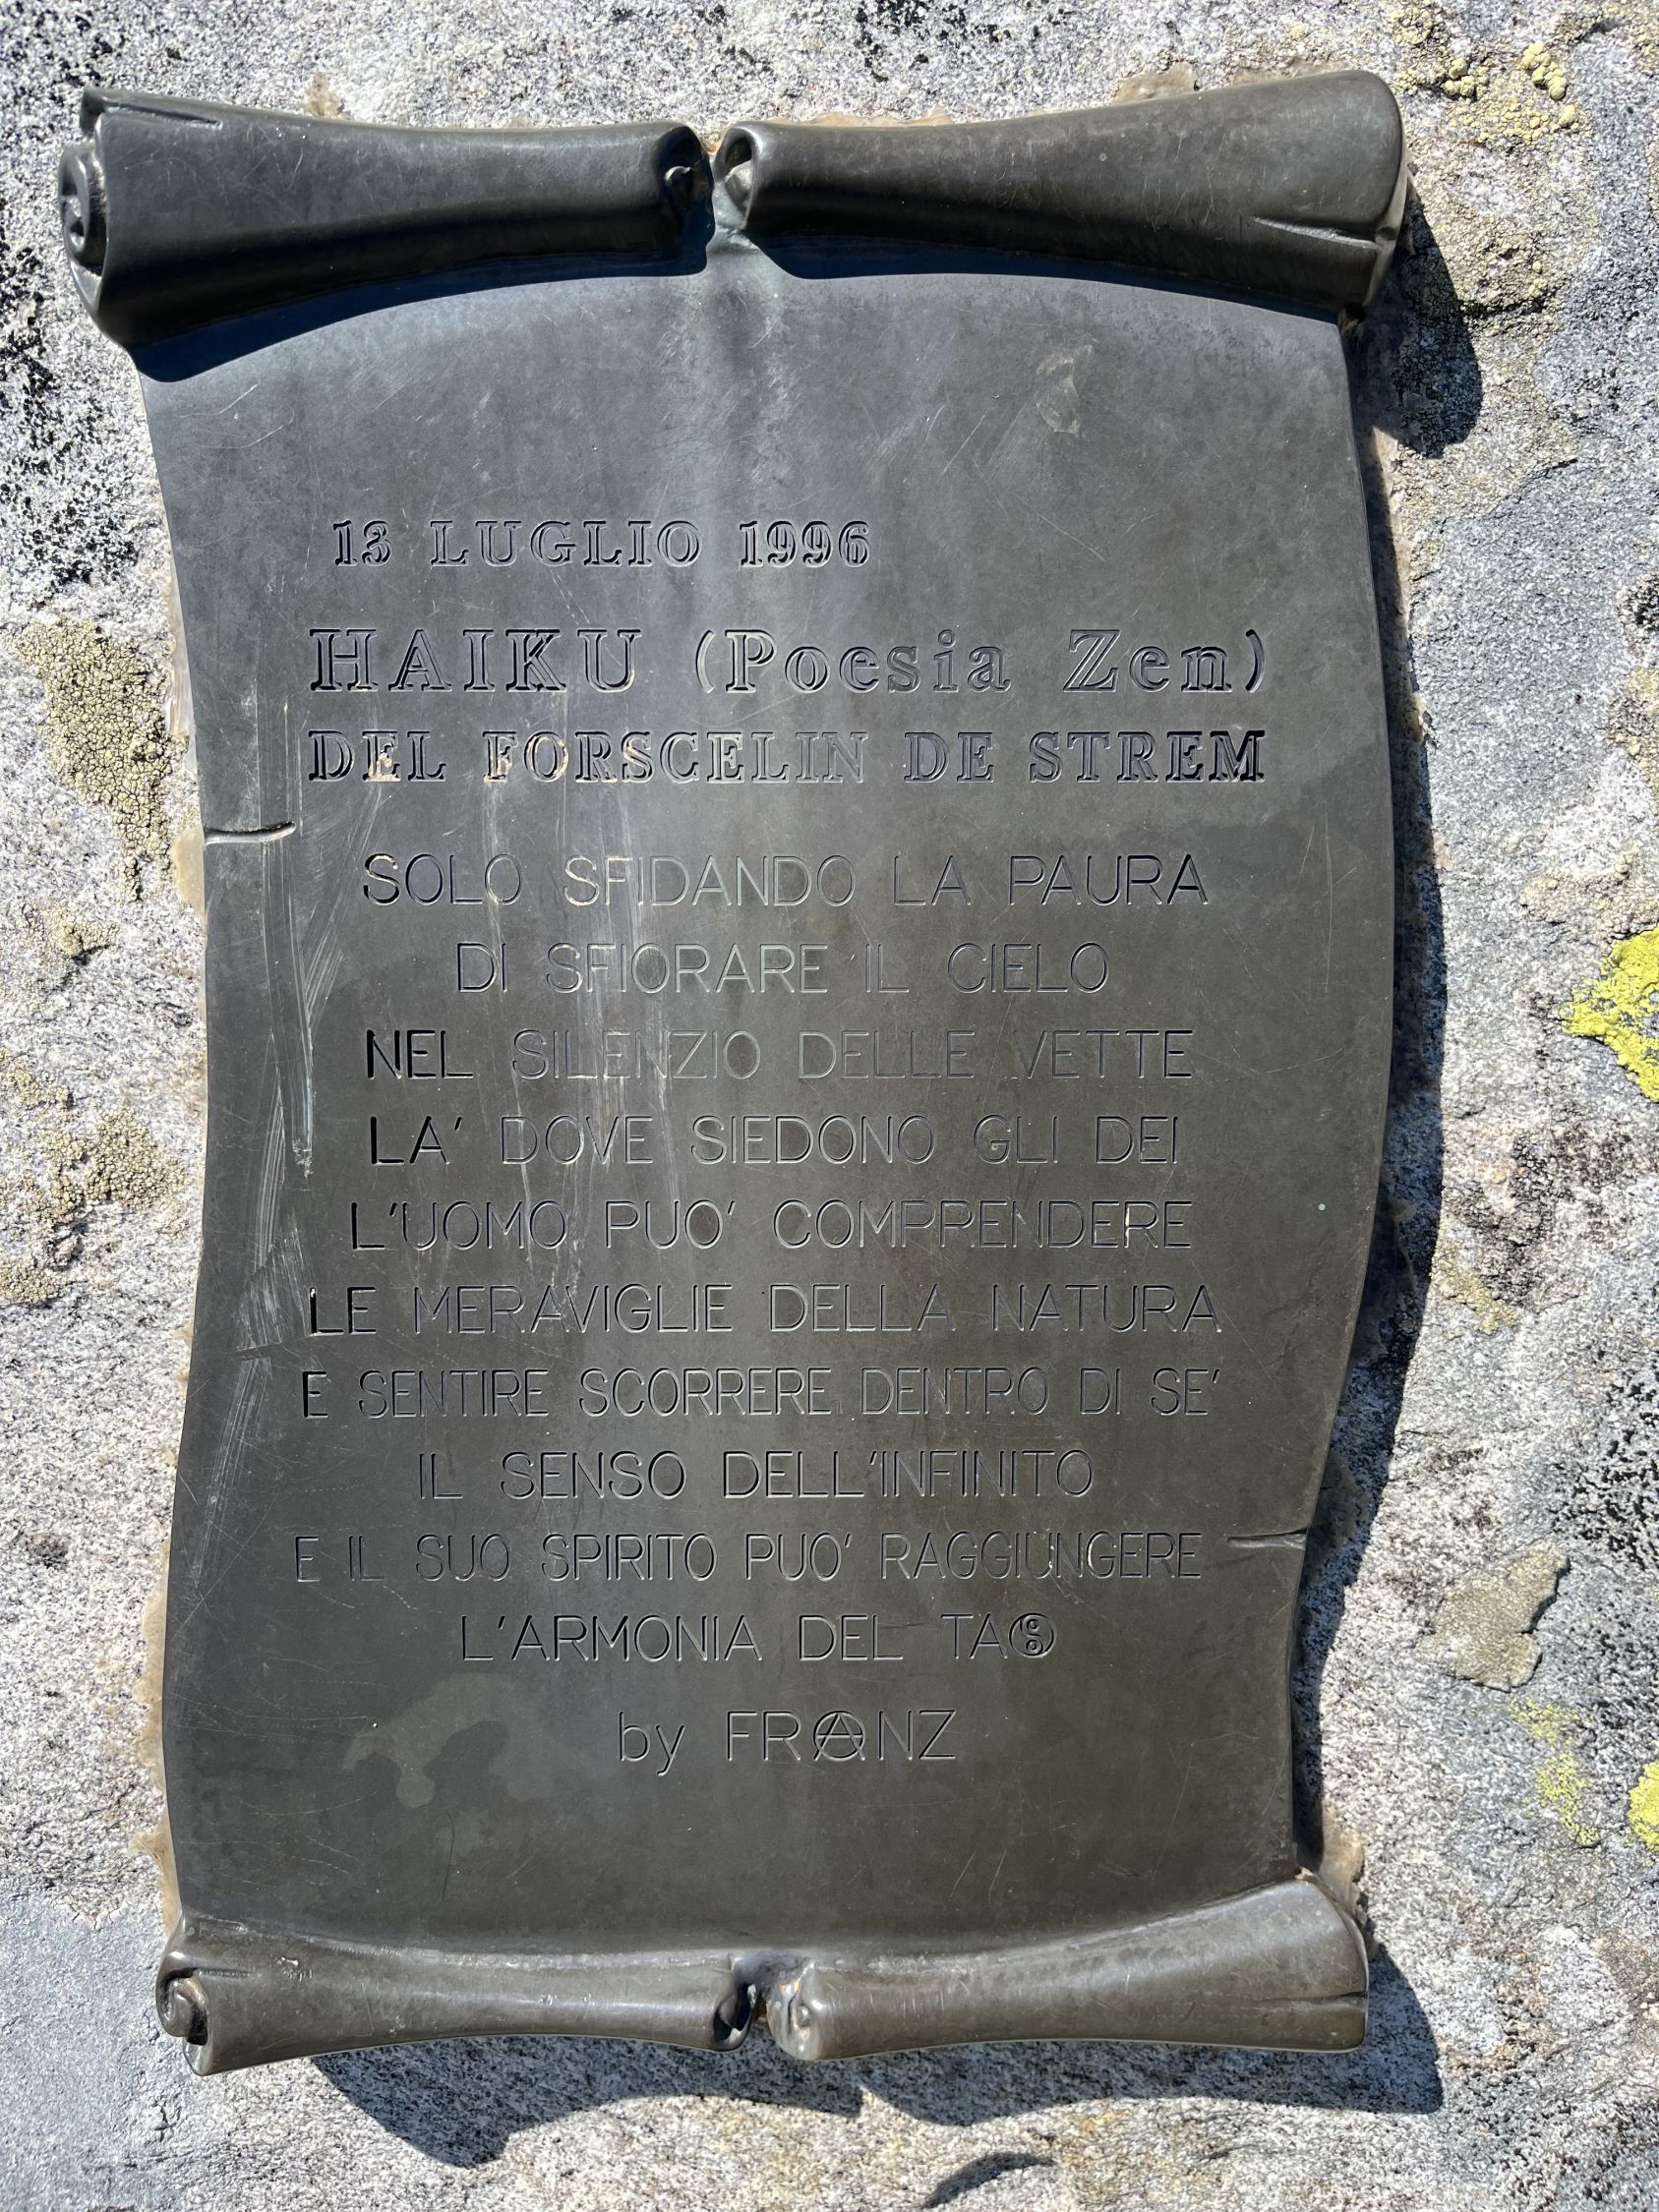 13 LUGLIO 1996
HAIKU (Poesia Zen)
DEL FORSCELIN DE STREM
SOLO SFIDANDO LA PAURA
DI SFIORARE IL CIELO
NEL SILENZIO DELLE VETTE
LA' DOVE SIEDONO GLI DEI
L'UOMO PUO' COMPRENDERE
LE MERAVIGLIE DELLA NATURA
E SENTIRE SCORRERE DENTRO DI SE'
IL SENSO DELL'INFINITO
E IL SUO SPIRITO PUO' RAGGIUNGERE
L'ARMONIA DEL TAO
by FRANZ